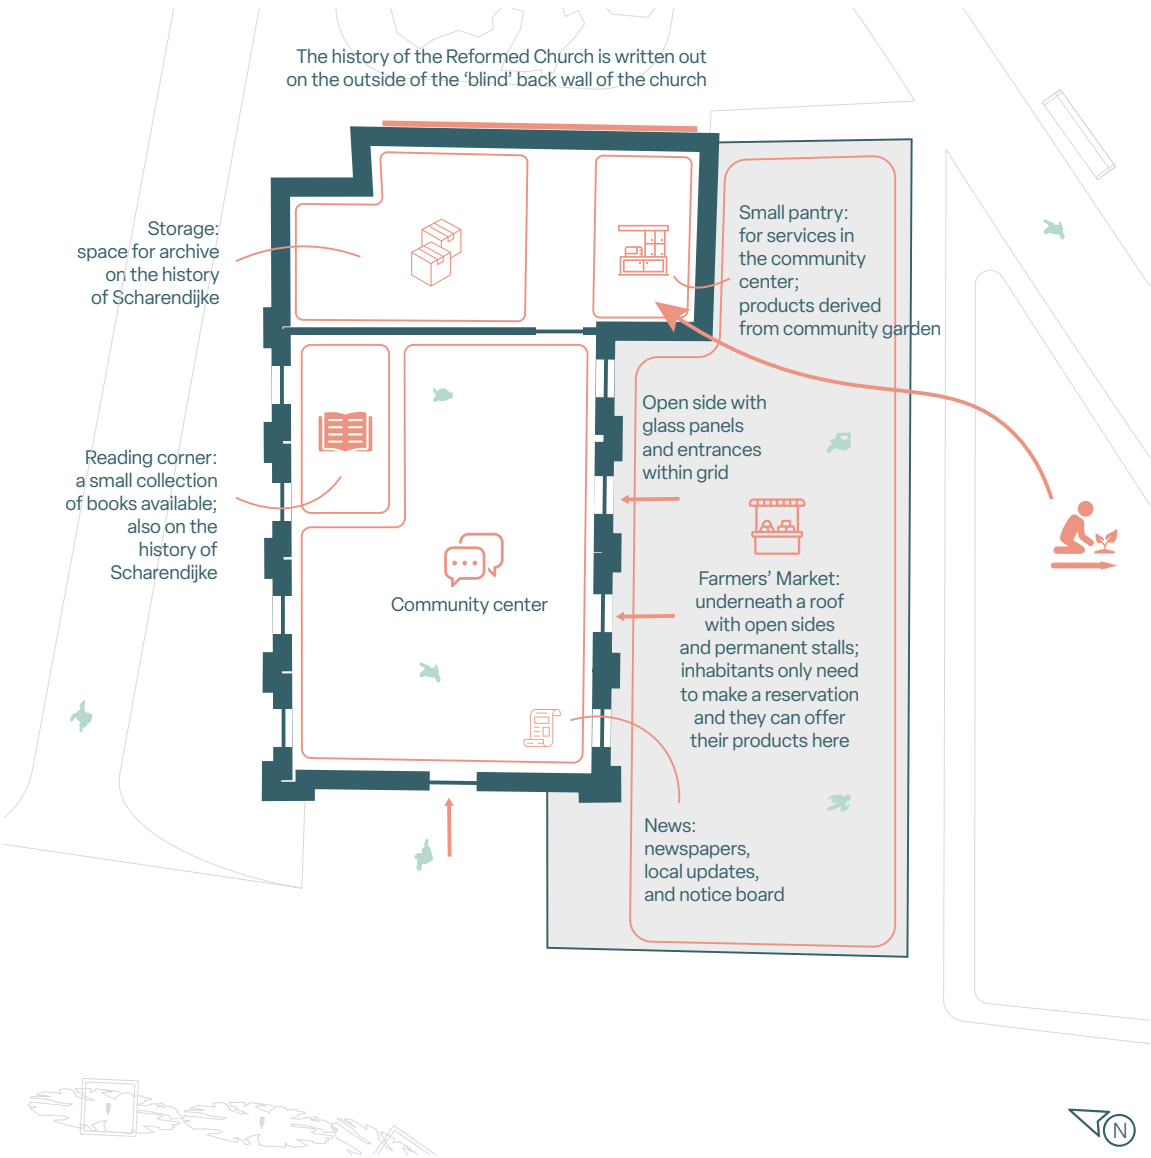 The history of the Reformed Church is written out
on the outside of the ‘blind’ back wall of the church
Storage:
space for archive
on the history
of Scharendijke
Small pantry:
for services in
the community
center;
products derived
from community garden
Open side with
glass panels
and entrances
within grid
Reading corner:
a small collection
of books available;
also on the
history of
Scharendijke
Community center
Farmers’ Market:
underneath a roof
with open sides
and permanent stalls;
inhabitants only need
to make a reservation
and they can offer
their products here
News:
newspapers,
local updates,
and notice board
N